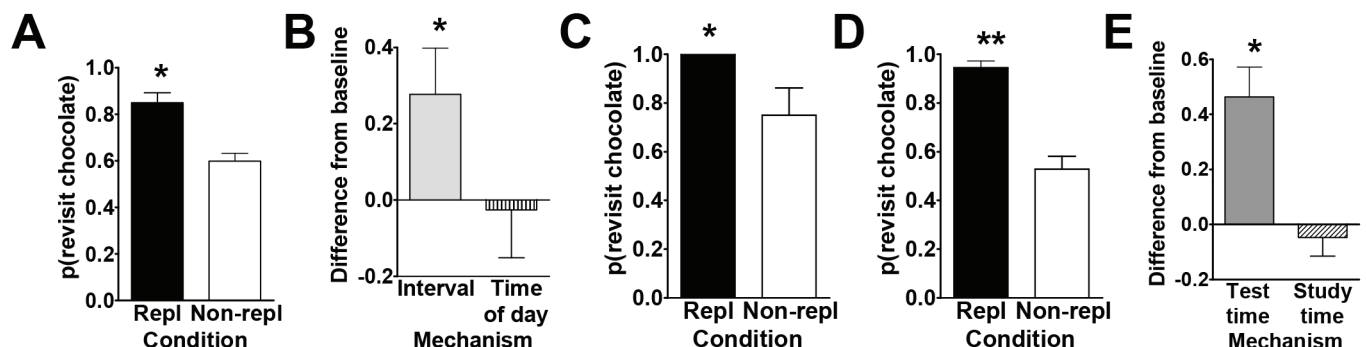 A
p(revisit chocolate)
1.0
0.8
0.6
0.4
0.2
0.0
*
Repl Non-repl
Condition
B
Difference from baseline
0.4
0.2
0.0
-0.2
*
Interval Time
of day
Mechanism
C
p(revisit chocolate)
1.0
0.8
0.6
0.4
0.2
0.0
*
Repl Non-repl
Condition
D
p(revisit chocolate)
1.0
0.8
0.6
0.4
0.2
0.0
**
Repl Non-repl
Condition
E
Difference from baseline
0.6
0.4
0.2
0.0
-0.2
*
Test Study
time time
Mechanism